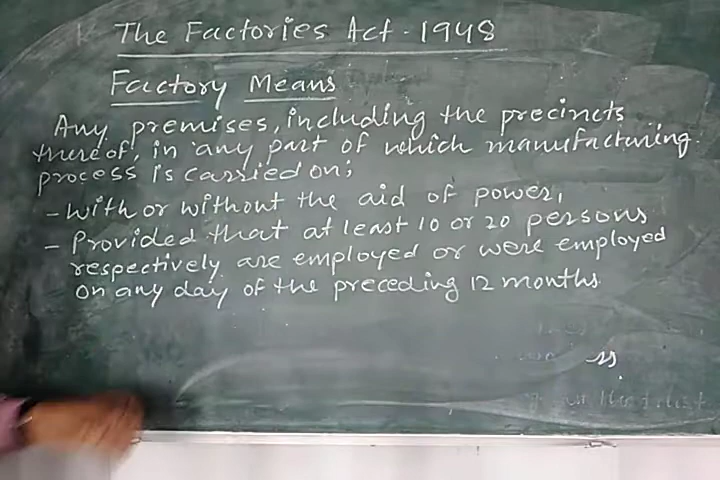 The Factories Act - 1948
Factory Means
Any premises, including the precincts
there of, in any part of which manufacturing
process is carried on;
- With or without the aid of power,
- Provided that at least 10 or 20 persons
respectively are employed or were employed
on any day of the preceding 12 months